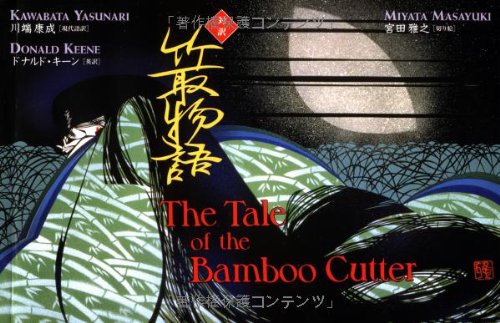 「著作権保護コンテンツ」
KAWABATA YASUNARI
川端 康成［現代語訳］
DONALD KEENE
ドナルド・キーン［英訳］
MIYATA MASAYUKI
宮田 雅之［切り絵］
対訳
竹取物語
The Tale
of the
Bamboo Cutter
「著作権保護コンテンツ」